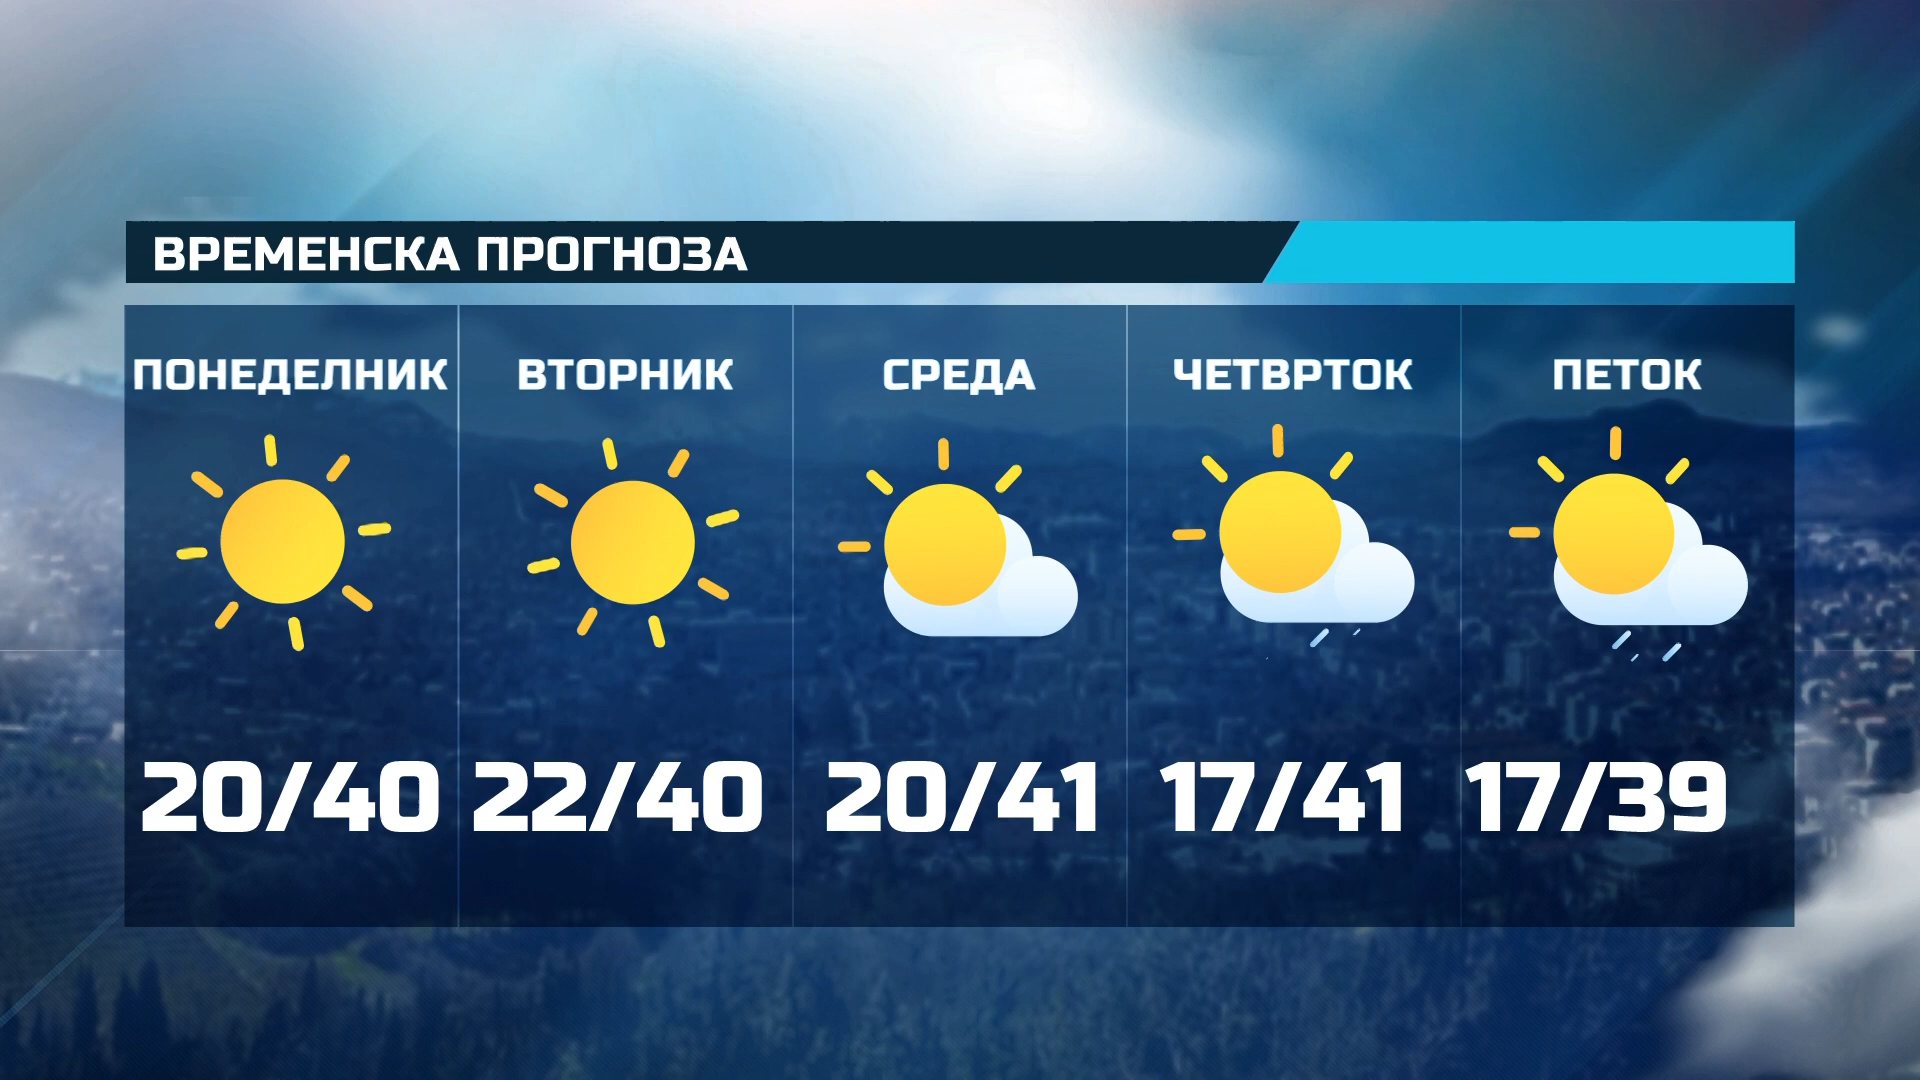 ВРЕМЕНСКА ПРОГНОЗА
ПОНЕДЕЛНИК ВТОРНИК СРЕДА ЧЕТВРТОК ПЕТОК
20/40 22/40 20/41 17/41 17/39